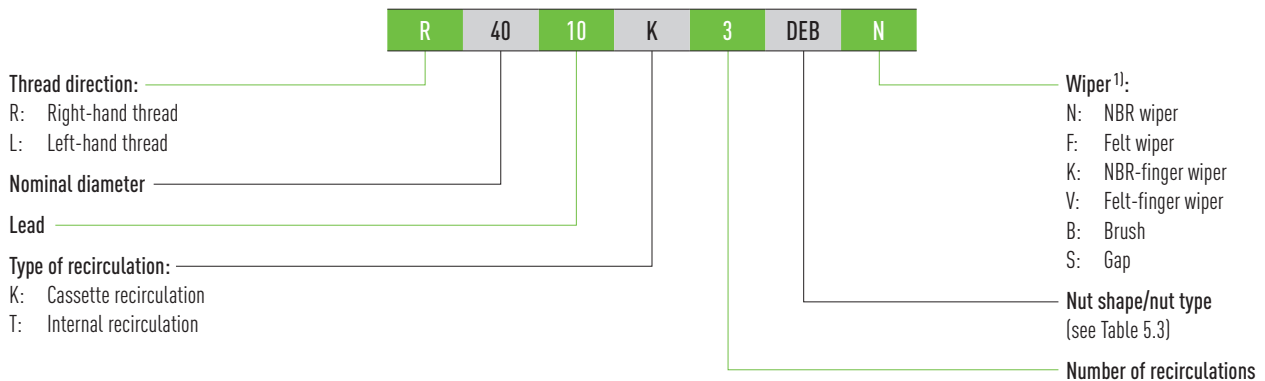 R 40 10 K 3 DEB N
Thread direction:
R: Right-hand thread
L: Left-hand thread
Nominal diameter
Lead
Type of recirculation:
K: Cassette recirculation
T: Internal recirculation
Wiper 1):
N: NBR wiper
F: Felt wiper
K: NBR-finger wiper
V: Felt-finger wiper
B: Brush
S: Gap
Nut shape/nut type
(see Table 5.3)
Number of recirculations